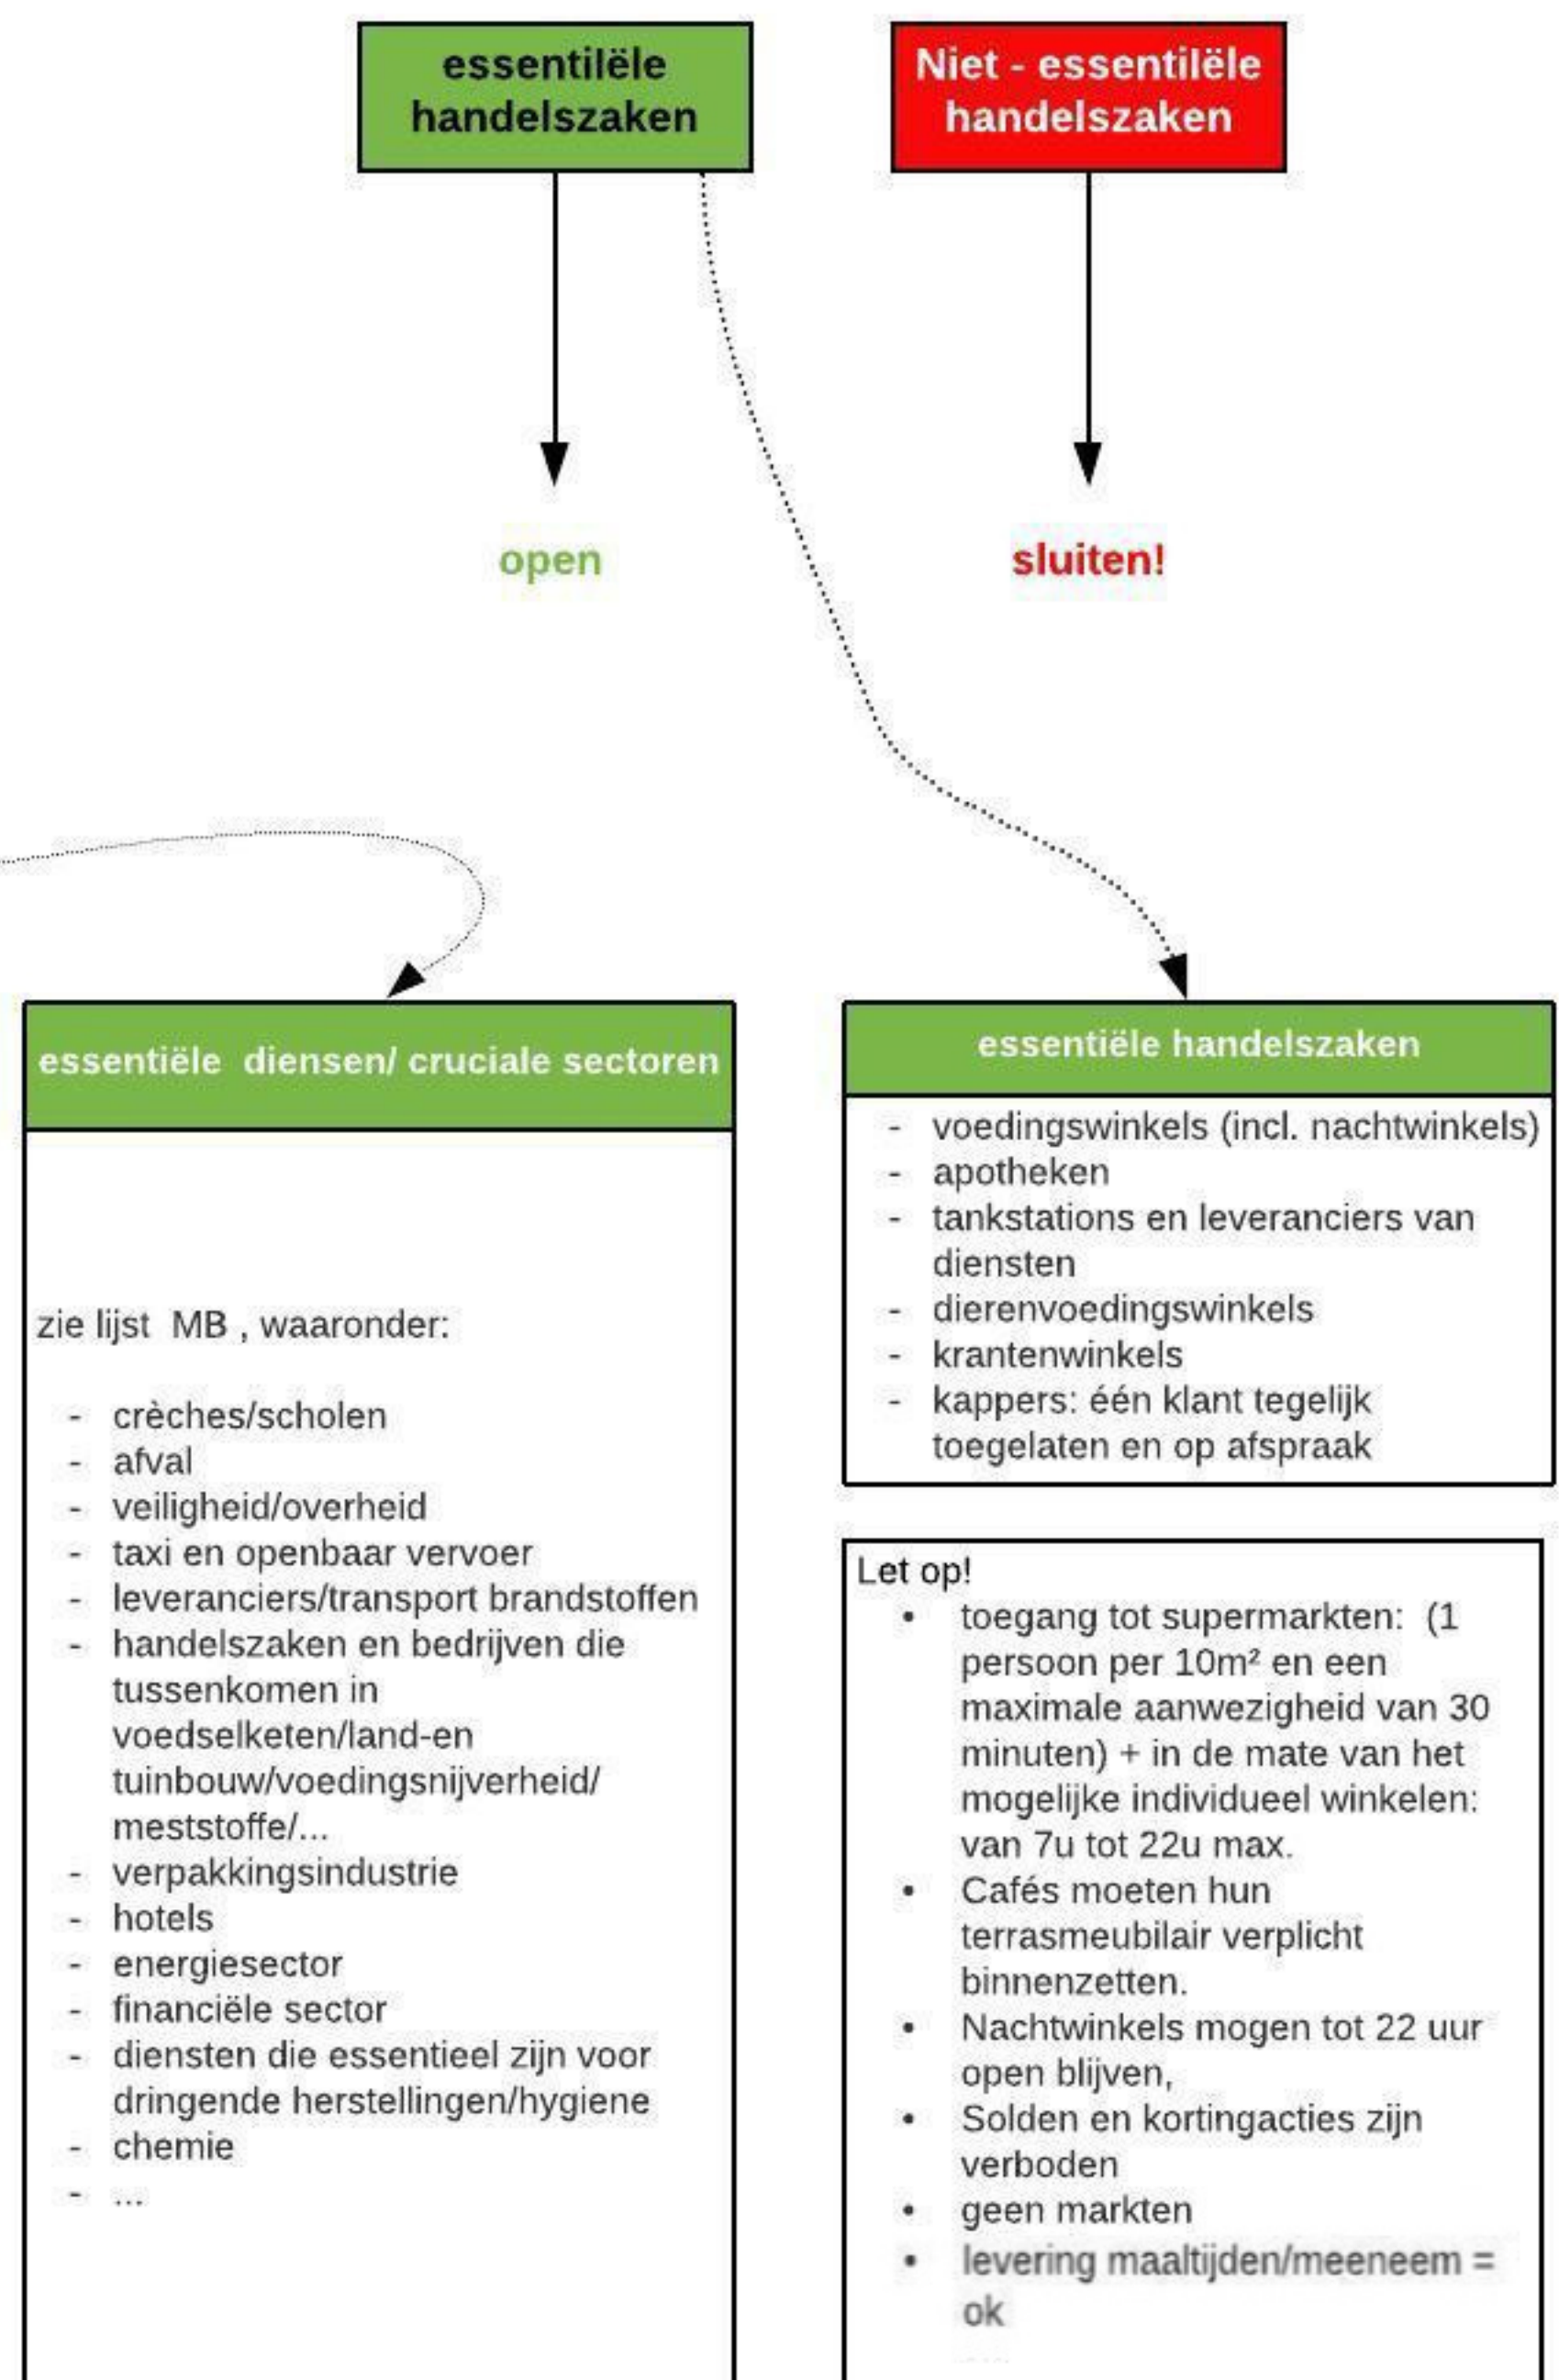 essentilële
handelszaken
Niet - essentilële
handelszaken
open
sluiten!
essentiële diensen/ cruciale sectoren
zie lijst MB , waaronder:
- crèches/scholen
- afval
- veiligheid/overheid
- taxi en openbaar vervoer
- leveranciers/transport brandstoffen
- handelszaken en bedrijven die
tussenkomen in
voedselketen/land-en
tuinbouw/voedingsnijverheid/
meststoffe/...
- verpakkingsindustrie
- hotels
- energiesector
- financiële sector
- diensten die essentieel zijn voor
dringende herstellingen/hygiene
- chemie
- ...
essentiële handelszaken
- voedingswinkels (incl. nachtwinkels)
- apotheken
- tankstations en leveranciers van
diensten
- dierenvoedingswinkels
- krantenwinkels
- kappers: één klant tegelijk
toegelaten en op afspraak
Let op!
• toegang tot supermarkten: (1
persoon per 10m² en een
maximale aanwezigheid van 30
minuten) + in de mate van het
mogelijke individueel winkelen:
van 7u tot 22u max.
• Cafés moeten hun
terrasmeubilair verplicht
binnenzetten.
• Nachtwinkels mogen tot 22 uur
open blijven,
• Solden en kortingacties zijn
verboden
• geen markten
• levering maaltijden/meeneem =
ok